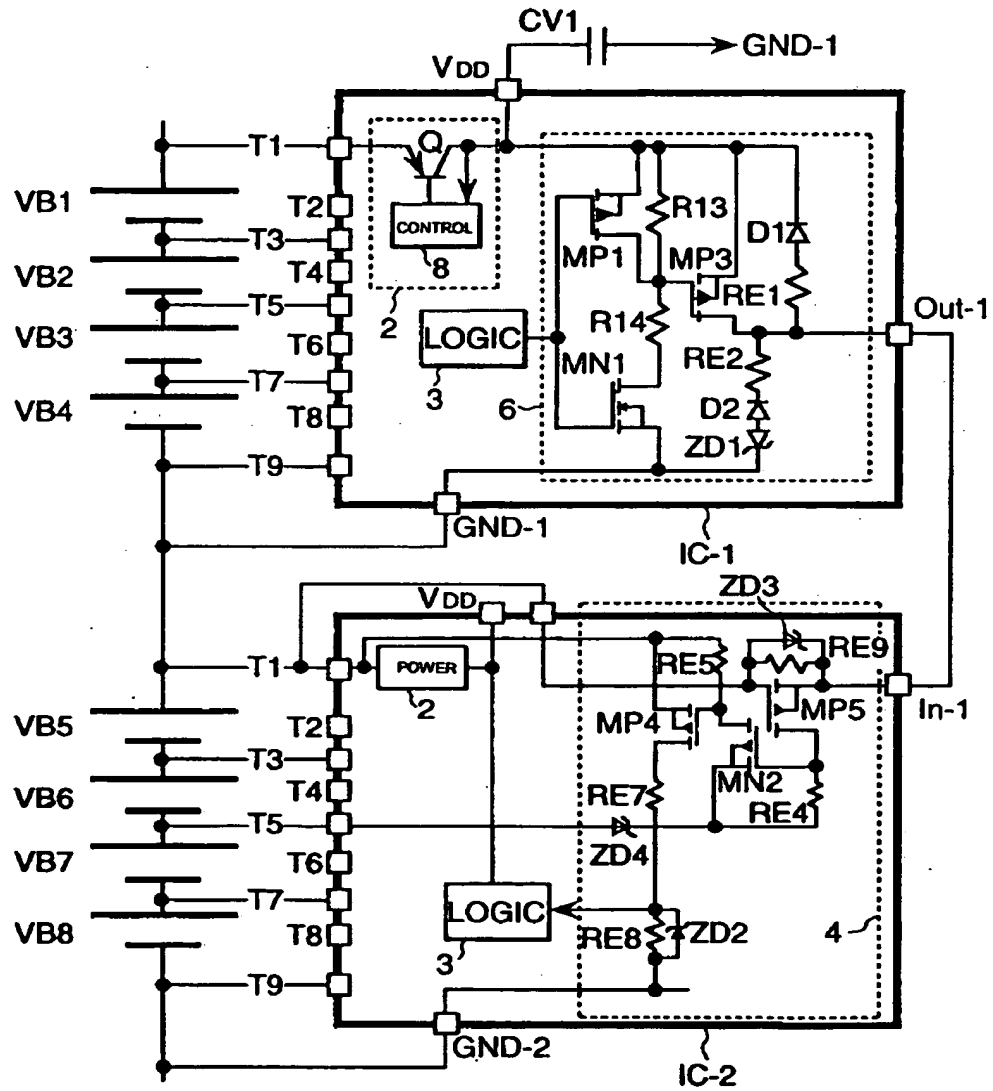 CV1
GND-1
VDD
T1
Q
VB1
T2
CONTROL
8
R13
D1
T3
MP1
MP3
VB2
T4
RE1
T5
2
Out-1
VB3
LOGIC
R14
T6
MN1
RE2
T7
3
VB4
6
D2
T8
ZD1
T9
GND-1
IC-1
ZD3
VDD
T1
POWER
RE5
RE9
2
In-1
VB5
T2
MP4
MP5
T3
MN2
VB6
T4
RE7
RE4
T5
VB7
ZD4
T6
T7
LOGIC
VB8
T8
RE8
ZD2
4
3
T9
GND-2
IC-2